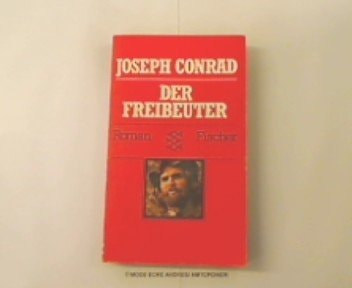 JOSEPH CONRAD
DER
FREIBEUTER
Roman Fischer